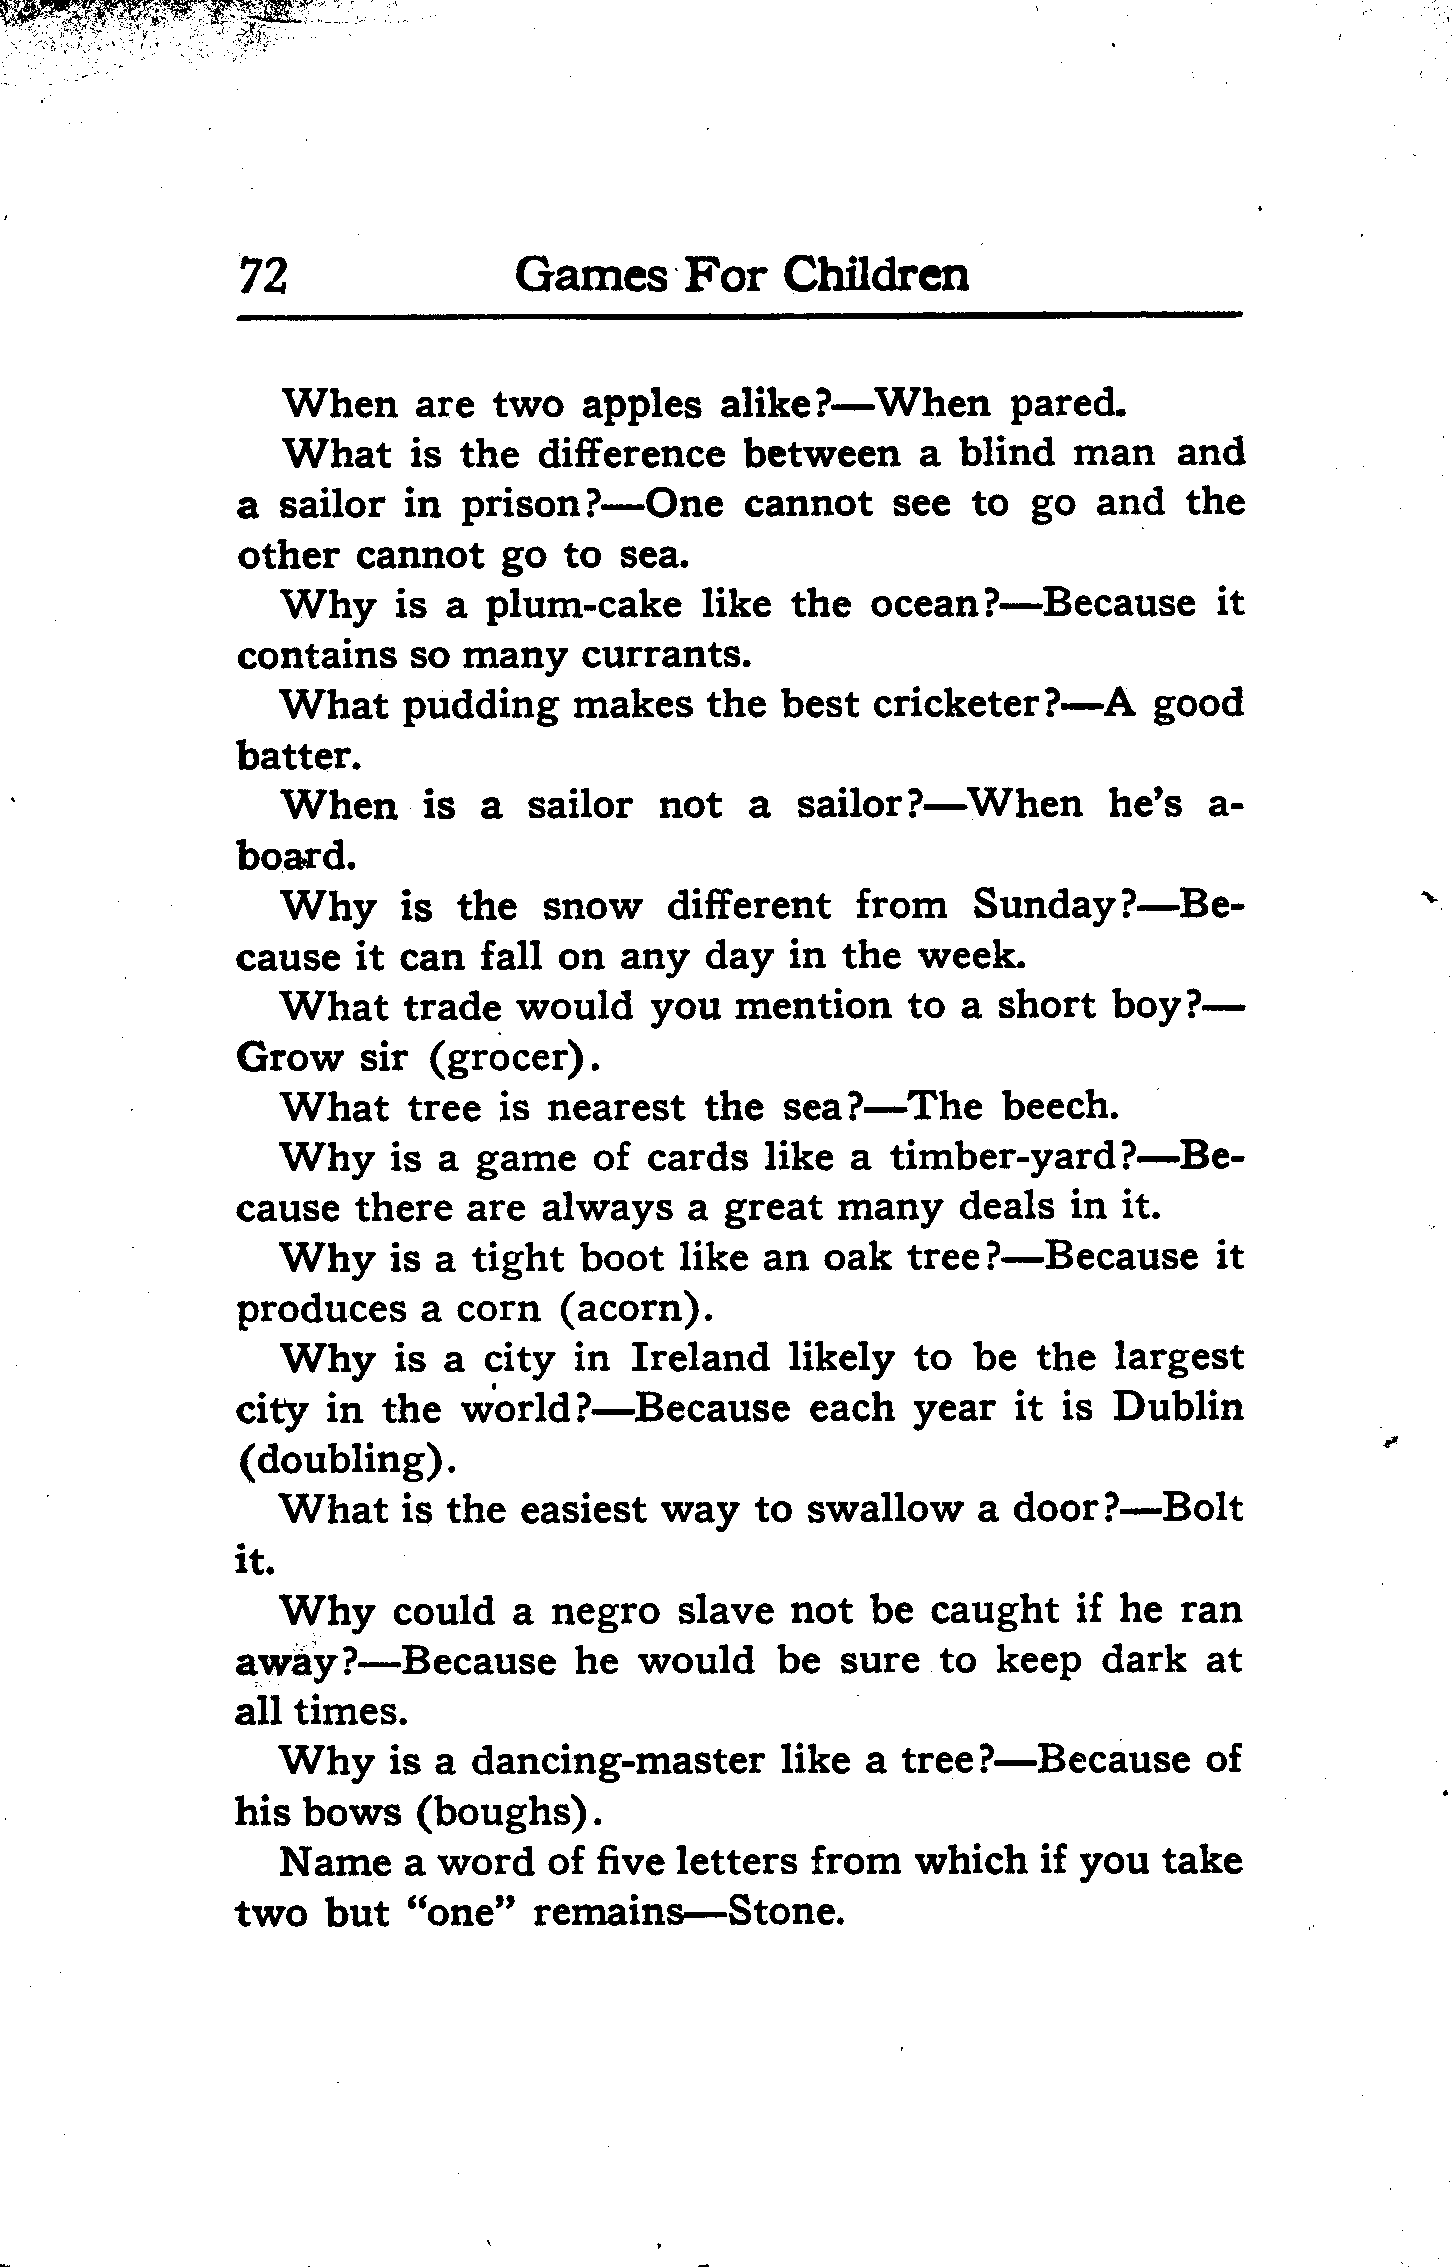 72 Games For Children
When are two apples alike?—When pared.
What is the difference between a blind man and
a sailor in prison?—One cannot see to go and the
other cannot go to sea.
Why is a plum-cake like the ocean?—Because it
contains so many currants.
What pudding makes the best cricketer?—A good
batter.
When is a sailor not a sailor?—When he's a-
board.
Why is the snow different from Sunday?—Be-
cause it can fall on any day in the week.
What trade would you mention to a short boy?—
Grow sir (grocer).
What tree is nearest the sea?—The beech.
Why is a game of cards like a timber-yard?—Be-
cause there are always a great many deals in it.
Why is a tight boot like an oak tree?—Because it
produces a corn (acorn).
Why is a city in Ireland likely to be the largest
city in the world?—Because each year it is Dublin
(doubling).
What is the easiest way to swallow a door?—Bolt
it.
Why could a negro slave not be caught if he ran
away?—Because he would be sure to keep dark at
all times.
Why is a dancing-master like a tree?—Because of
his bows (boughs).
Name a word of five letters from which if you take
two but “one” remains—Stone.